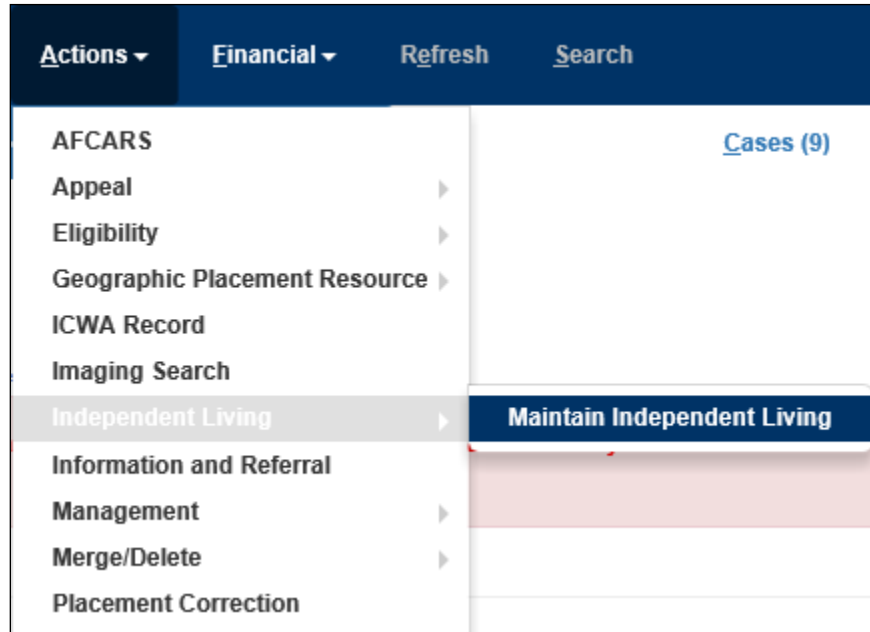 Actions Financial Refresh Search
Cases (9)
AFCARS
Appeal
Eligibility
Geographic Placement Resource
ICWA Record
Imaging Search
Independent Living
Maintain Independent Living
Information and Referral
Management
Merge/Delete
Placement Correction